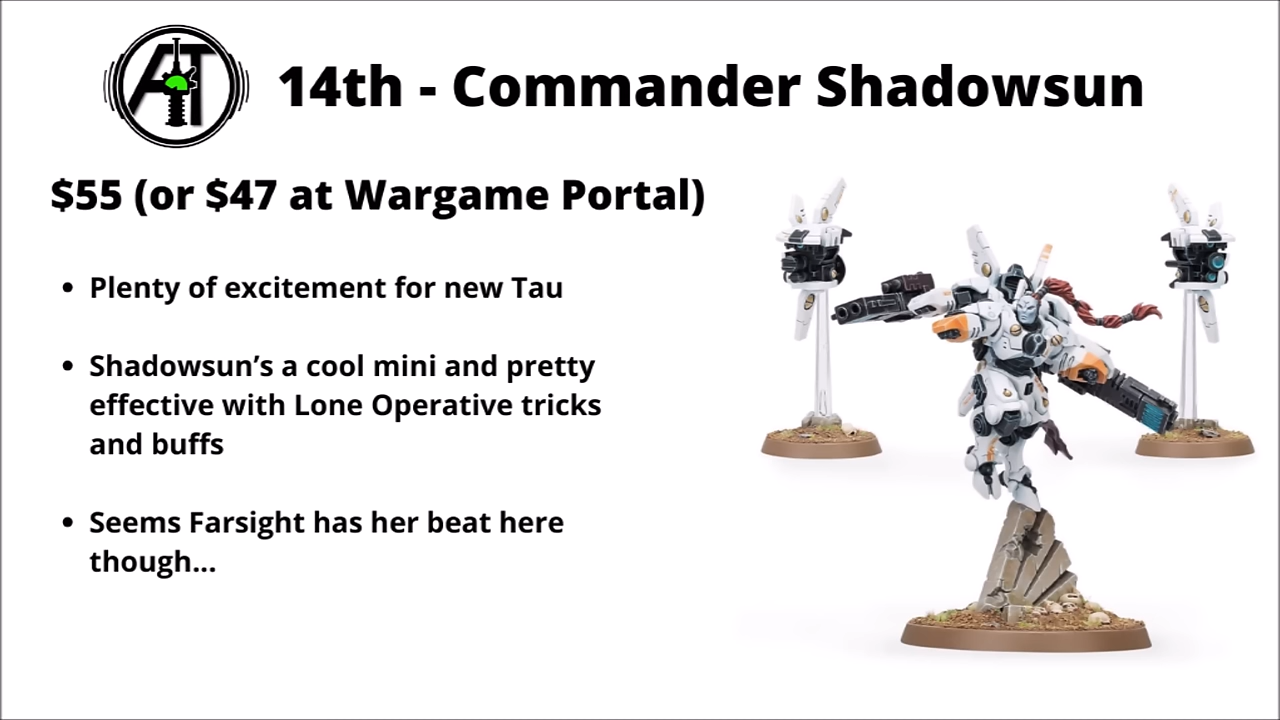 AT
14th - Commander Shadowsun
$55 (or $47 at Wargame Portal)
• Plenty of excitement for new Tau
• Shadowsun’s a cool mini and pretty
effective with Lone Operative tricks
and buffs
• Seems Farsight has her beat here
though...